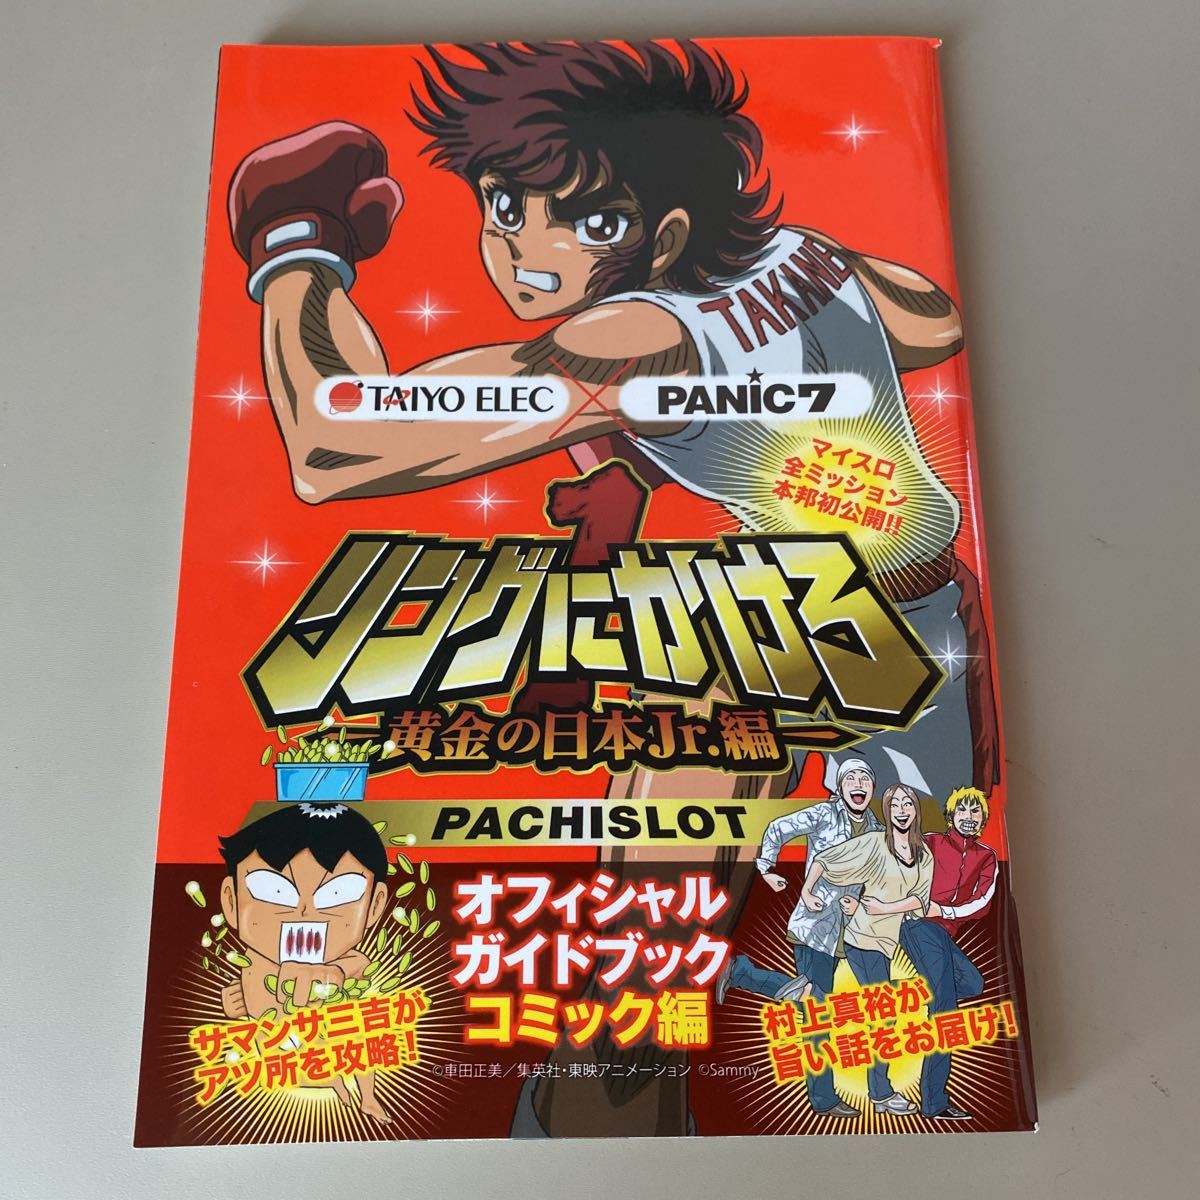 TAKANE
TAIYO ELEC
PANIC7
マイスロ
全ミッション
本邦初公開!!
1
リングにかけろ
黄金の日本Jr.編
PACHISLOT
オフィシャル
ガイドブック
コミック編
サマンサ三吉が
アツ所を攻略!
村上真裕が
旨い話をお届け!
©車田正美/集英社・東映アニメーション ©Sammy